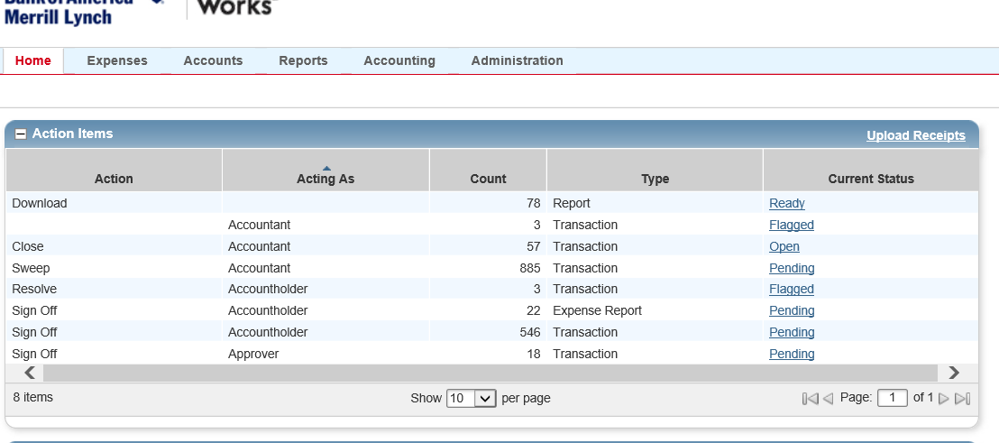 Bank of America
Merrill Lynch
Works
Home Expenses Accounts Reports Accounting Administration
Action Items Upload Receipts
Action Acting As Count Type Current Status
Download 78 Report Ready
Accountant 3 Transaction Flagged
Close Accountant 57 Transaction Open
Sweep Accountant 885 Transaction Pending
Resolve Accountholder 3 Transaction Flagged
Sign Off Accountholder 22 Expense Report Pending
Sign Off Accountholder 546 Transaction Pending
Sign Off Approver 18 Transaction Pending
8 items Show 10 per page Page: 1 of 1